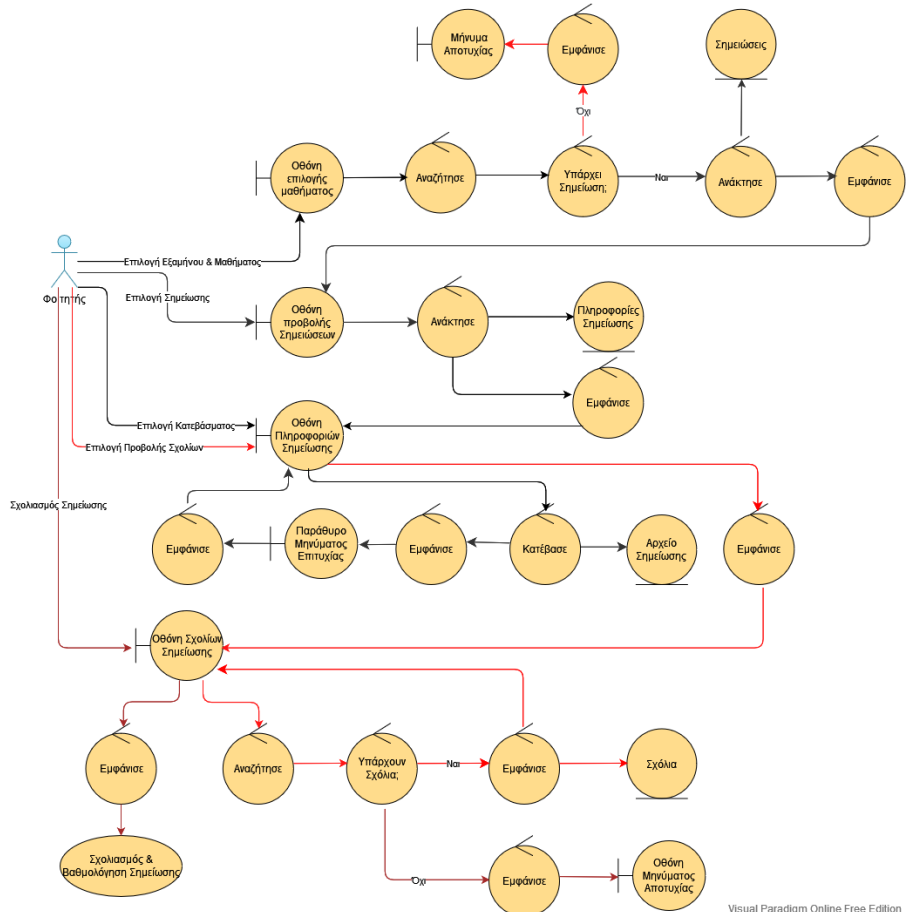 Μήνυμα
Αποτυχίας
Εμφάνισε
Σημειώσεις
Όχι
Οθόνη
επιλογής
μαθήματος
Αναζήτησε
Υπάρχει
Σημείωση;
Ναι
Ανάκτησε
Εμφάνισε
Επιλογή Εξαμήνου & Μαθήματος
Φοιτητής
Επιλογή Σημείωσης
Οθόνη
προβολής
Σημειώσεων
Ανάκτησε
Πληροφορίες
Σημείωσης
Εμφάνισε
Επιλογή Κατεβάσματος
Επιλογή Προβολής Σχολίων
Οθόνη
Πληροφοριών
Σημείωσης
Σχολιασμός Σημείωσης
Εμφάνισε
Παράθυρο
Μηνύματος
Επιτυχίας
Εμφάνισε
Κατέβασε
Αρχείο
Σημείωσης
Εμφάνισε
Οθόνη Σχολίων
Σημείωσης
Εμφάνισε
Αναζήτησε
Υπάρχουν
Σχόλια;
Ναι
Εμφάνισε
Σχόλια
Σχολιασμός &
Βαθμολόγηση Σημείωσης
Όχι
Εμφάνισε
Οθόνη
Μηνύματος
Αποτυχίας
Visual Paradigm Online Free Edition